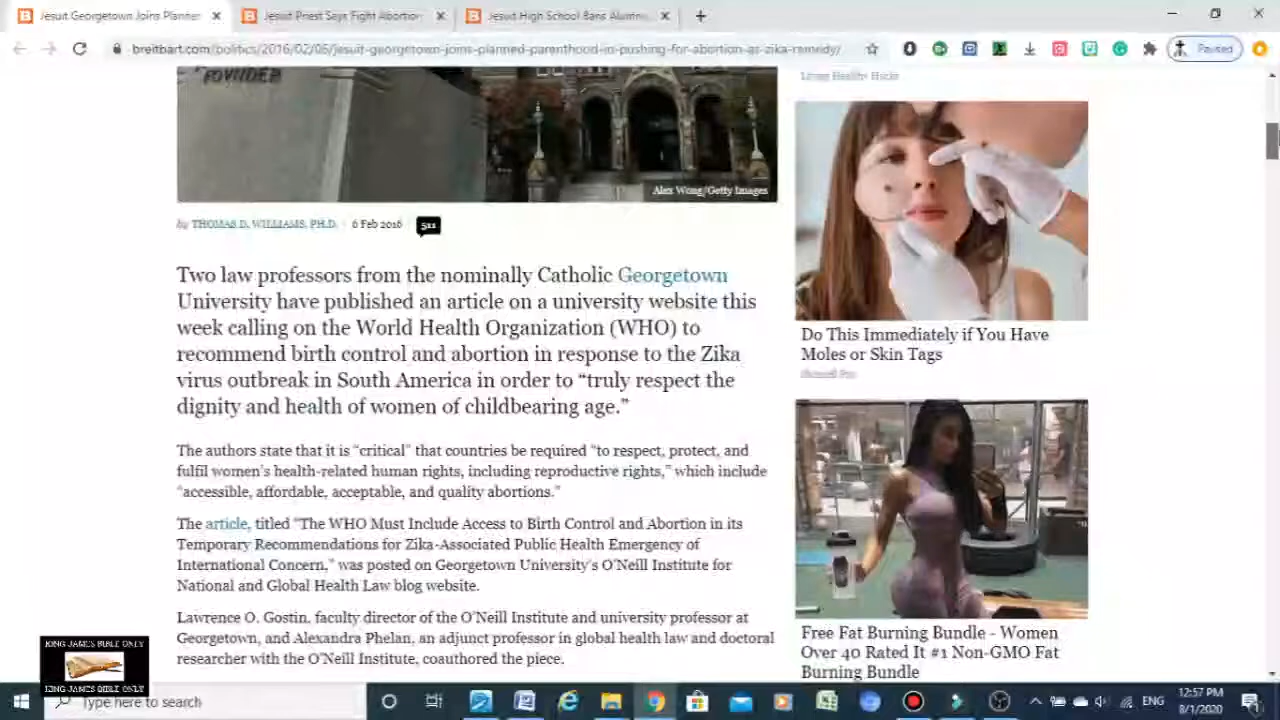 Jesuit Georgetown Joins Planner
Jesuit Priest Says Fight Abortion
Jesuit High School Bans Alumni
breitbart.com/politics/2016/02/06/jesuit-georgetown-joins-planned-parenthood-in-pushing-for-abortion-as-zika-remedy/
Paused
FOUNDER
Alex Wong/Getty Images
by THOMAS D. WILLIAMS, PH.D. 6 Feb 2016 511
Two law professors from the nominally Catholic Georgetown
University have published an article on a university website this
week calling on the World Health Organization (WHO) to
recommend birth control and abortion in response to the Zika
virus outbreak in South America in order to “truly respect the
dignity and health of women of childbearing age.”
The authors state that it is “critical” that countries be required “to respect, protect, and
fulfil women’s health-related human rights, including reproductive rights,” which include
“accessible, affordable, acceptable, and quality abortions.”
The article, titled “The WHO Must Include Access to Birth Control and Abortion in its
Temporary Recommendations for Zika-Associated Public Health Emergency of
International Concern,” was posted on Georgetown University’s O’Neill Institute for
National and Global Health Law blog website.
Lawrence O. Gostin, faculty director of the O’Neill Institute and university professor at
Georgetown, and Alexandra Phelan, an adjunct professor in global health law and doctoral
researcher with the O’Neill Institute, coauthored the piece.
Living Healthy Hacks
Do This Immediately if You Have
Moles or Skin Tags
Free Fat Burning Bundle - Women
Over 40 Rated It #1 Non-GMO Fat
Burning Bundle
KING JAMES BIBLE ONLY
KING JAMES BIBLE ONLY
Type here to search
ENG
12:57 PM
8/1/2020